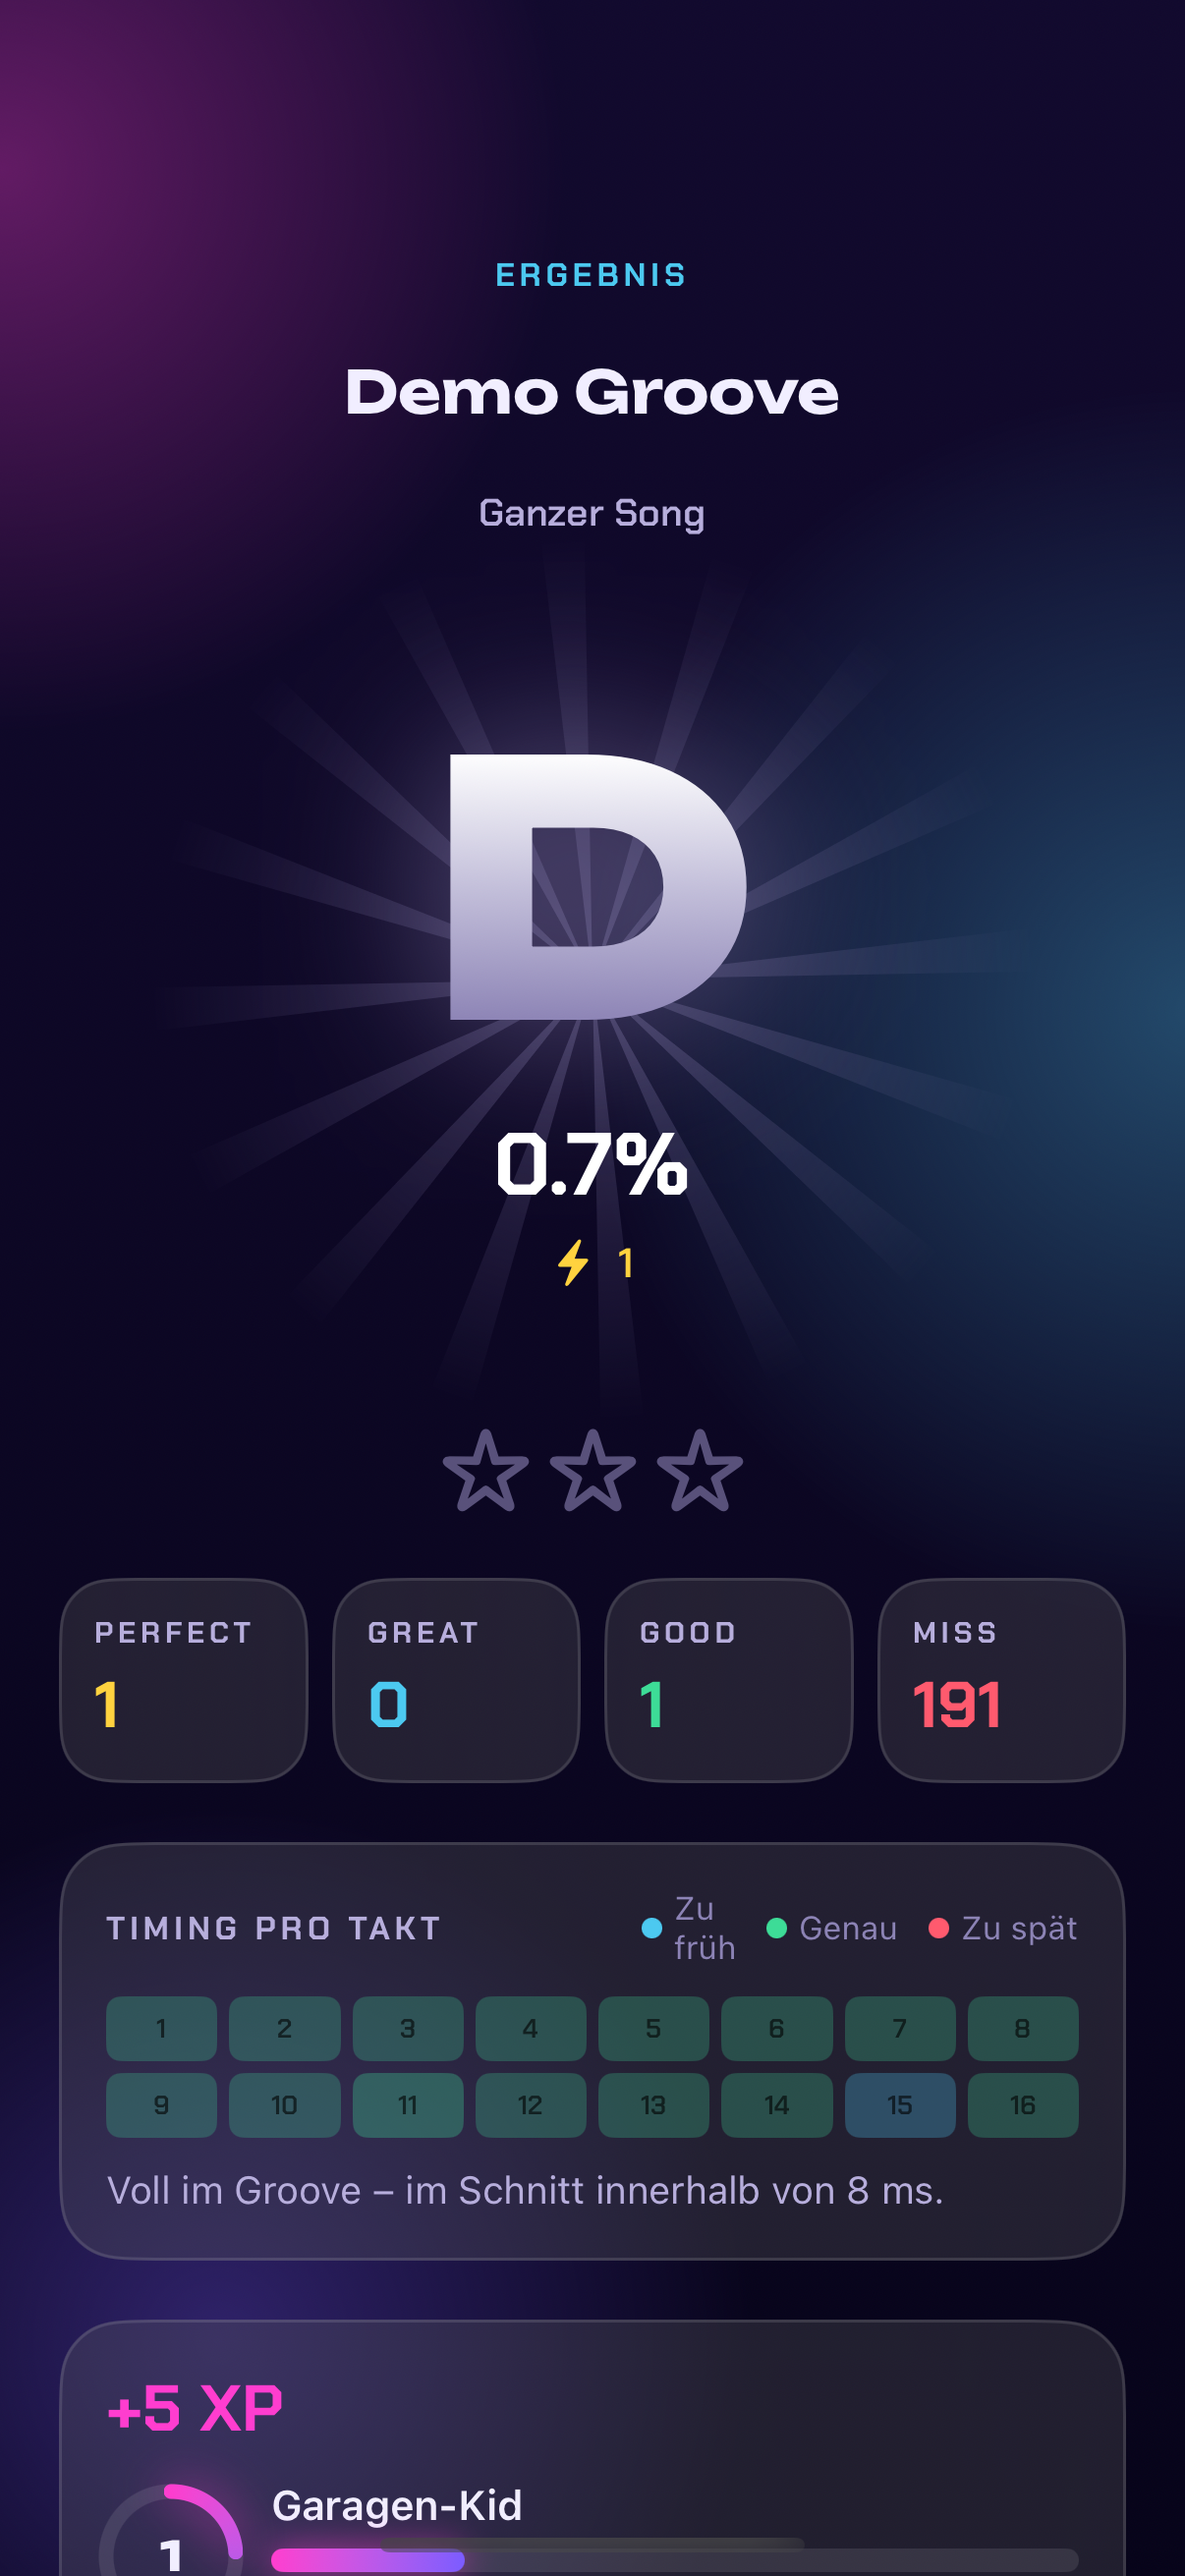 ERGEBNIS
Demo Groove
Ganzer Song
D
0.7%
1
PERFECT GREAT GOOD MISS
1 0 1 191
TIMING PRO TAKT Zu früh Genau Zu spät
1 2 3 4 5 6 7 8
9 10 11 12 13 14 15 16
Voll im Groove – im Schnitt innerhalb von 8 ms.
+5 XP
Garagen-Kid
1